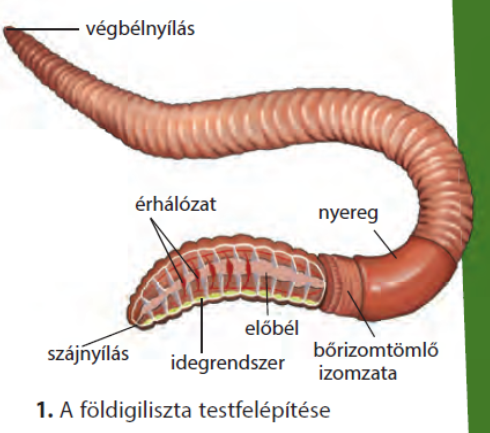 végbélnyílás
érhálózat
nyereg
szájnyílás
idegrendszer
előbél
bőrizomtömlő
izomzata
1. A földigiliszta testfelépítése